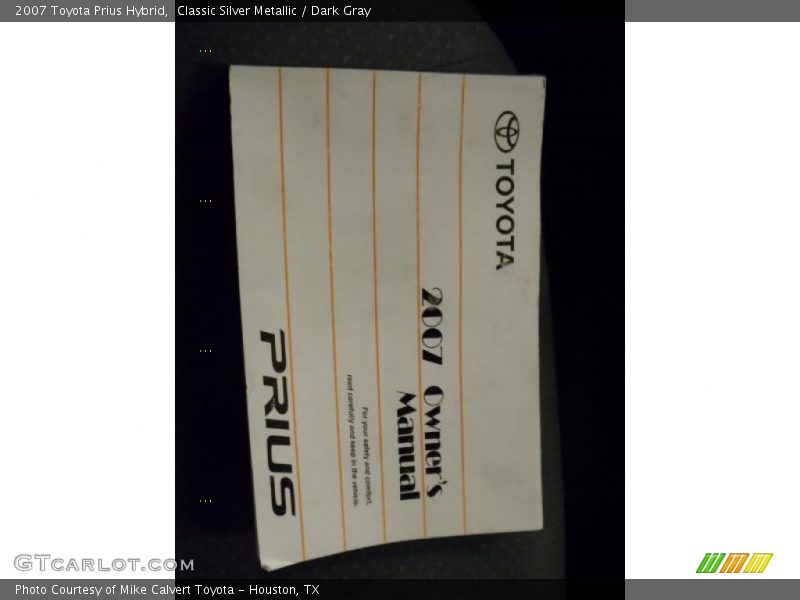 2007 Toyota Prius Hybrid,  Classic Silver Metallic / Dark Gray
TOYOTA
2007 Owner's
Manual
For your safety and comfort,
read carefully and keep in the vehicle.
PRIUS
GTCARLOT.COM
Photo Courtesy of Mike Calvert Toyota - Houston, TX